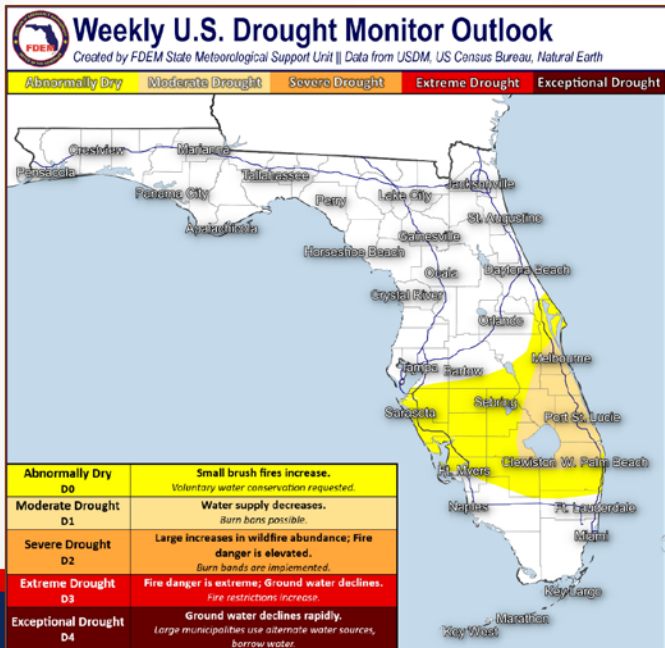 FDEM
Weekly U.S. Drought Monitor Outlook
Created by FDEM State Meteorological Support Unit || Data from USDM, US Census Bureau, Natural Earth
Abnormally Dry Moderate Drought Severe Drought Extreme Drought Exceptional Drought
Crestview
Marianna
Pensacola
Tallahassee
Jacksonville
Panama City
Perry
Lake City
Apalachicola
St. Augustine
Gainesville
Horseshoe Beach
Ocala
Daytona Beach
Crystal River
Orlando
Melbourne
Tampa
Bartow
Sarasota
Sebring
Port St. Lucie
Ft. Myers
Clewiston
W. Palm Beach
Naples
Ft. Lauderdale
Miami
Key Largo
Marathon
Key West
Abnormally Dry
D0
Small brush fires increase.
Voluntary water conservation requested.
Moderate Drought
D1
Water supply decreases.
Burn bans possible.
Severe Drought
D2
Large increases in wildfire abundance; Fire
danger is elevated.
Burn bands are implemented.
Extreme Drought
D3
Fire danger is extreme; Ground water declines.
Fire restrictions increase.
Exceptional Drought
D4
Ground water declines rapidly.
Large municipalities use alternate water sources,
borrow water.